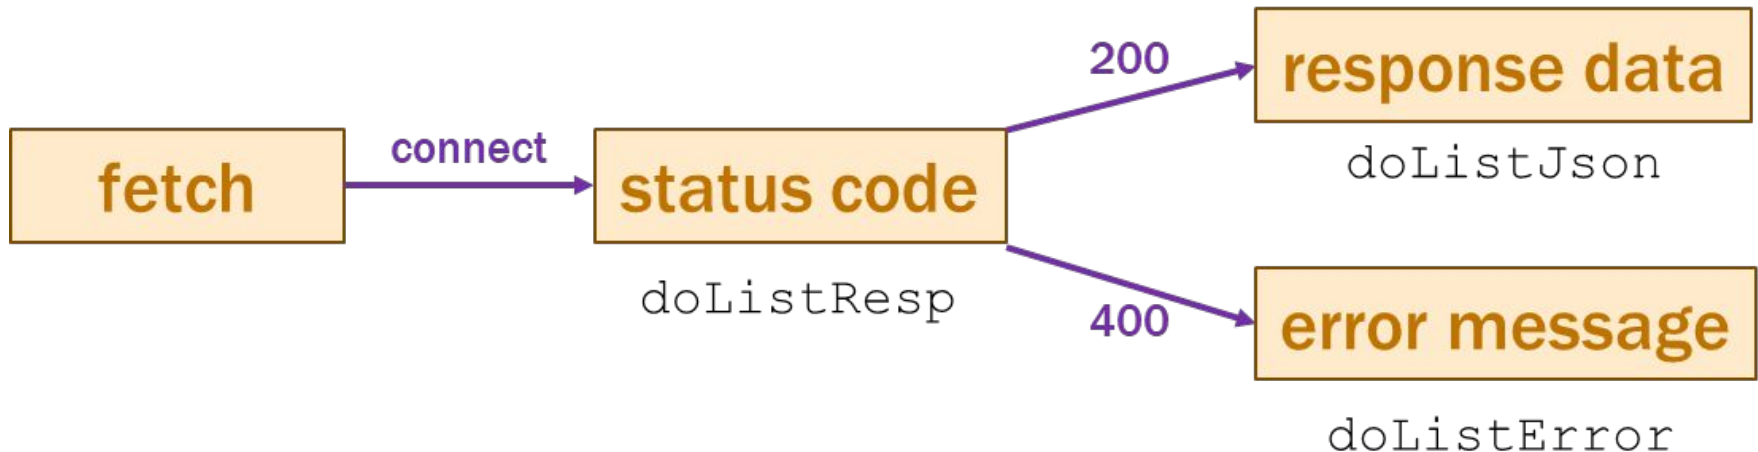 fetch
connect
status code
doListResp
200
response data
doListJson
400
error message
doListError